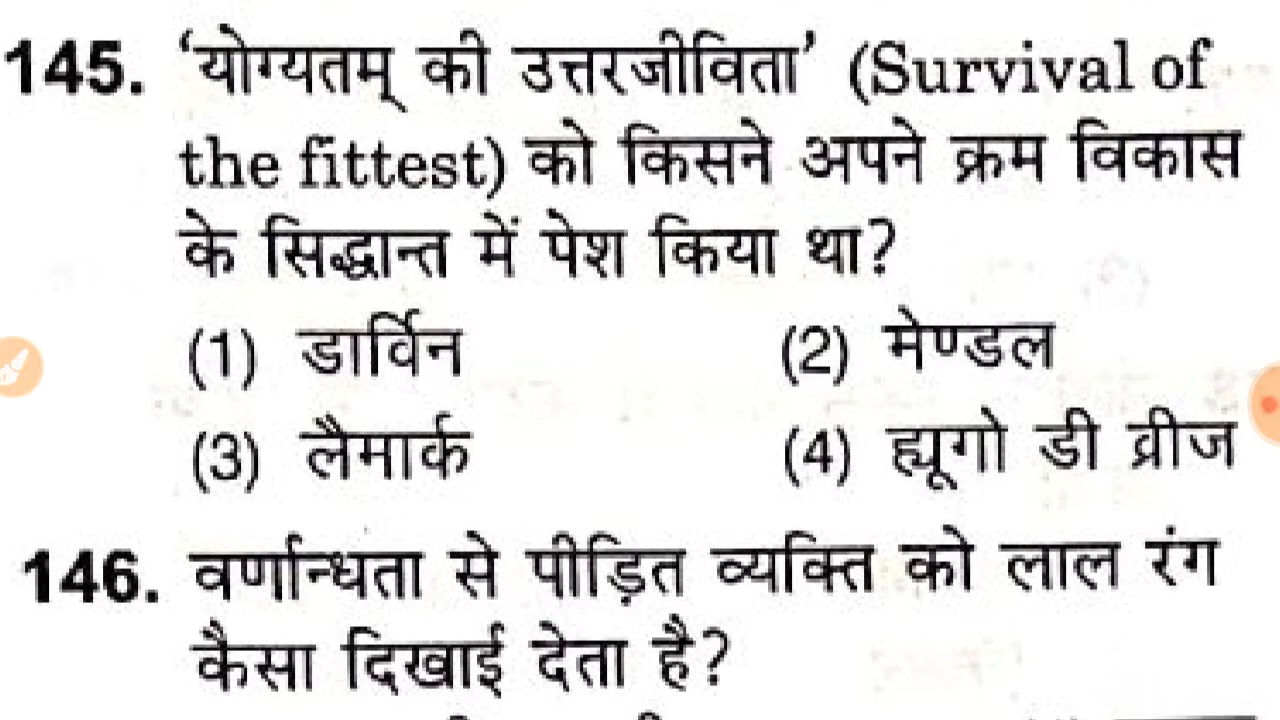 145. ‘योग्यतम् की उत्तरजीविता’ (Survival of
the fittest) को किसने अपने क्रम विकास
के सिद्धान्त में पेश किया था?
(1) डार्विन (2) मेण्डल
(3) लैमार्क (4) ह्यूगो डी व्रीज
146. वर्णान्धता से पीड़ित व्यक्ति को लाल रंग
कैसा दिखाई देता है?